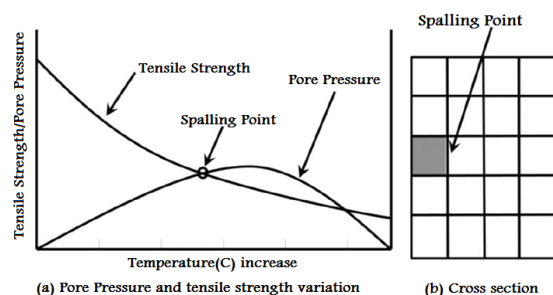 Tensile Strength/Pore Pressure
Tensile Strength
Pore Pressure
Spalling Point
Temperature(C) increase
(a) Pore Pressure and tensile strength variation
Spalling Point
(b) Cross section